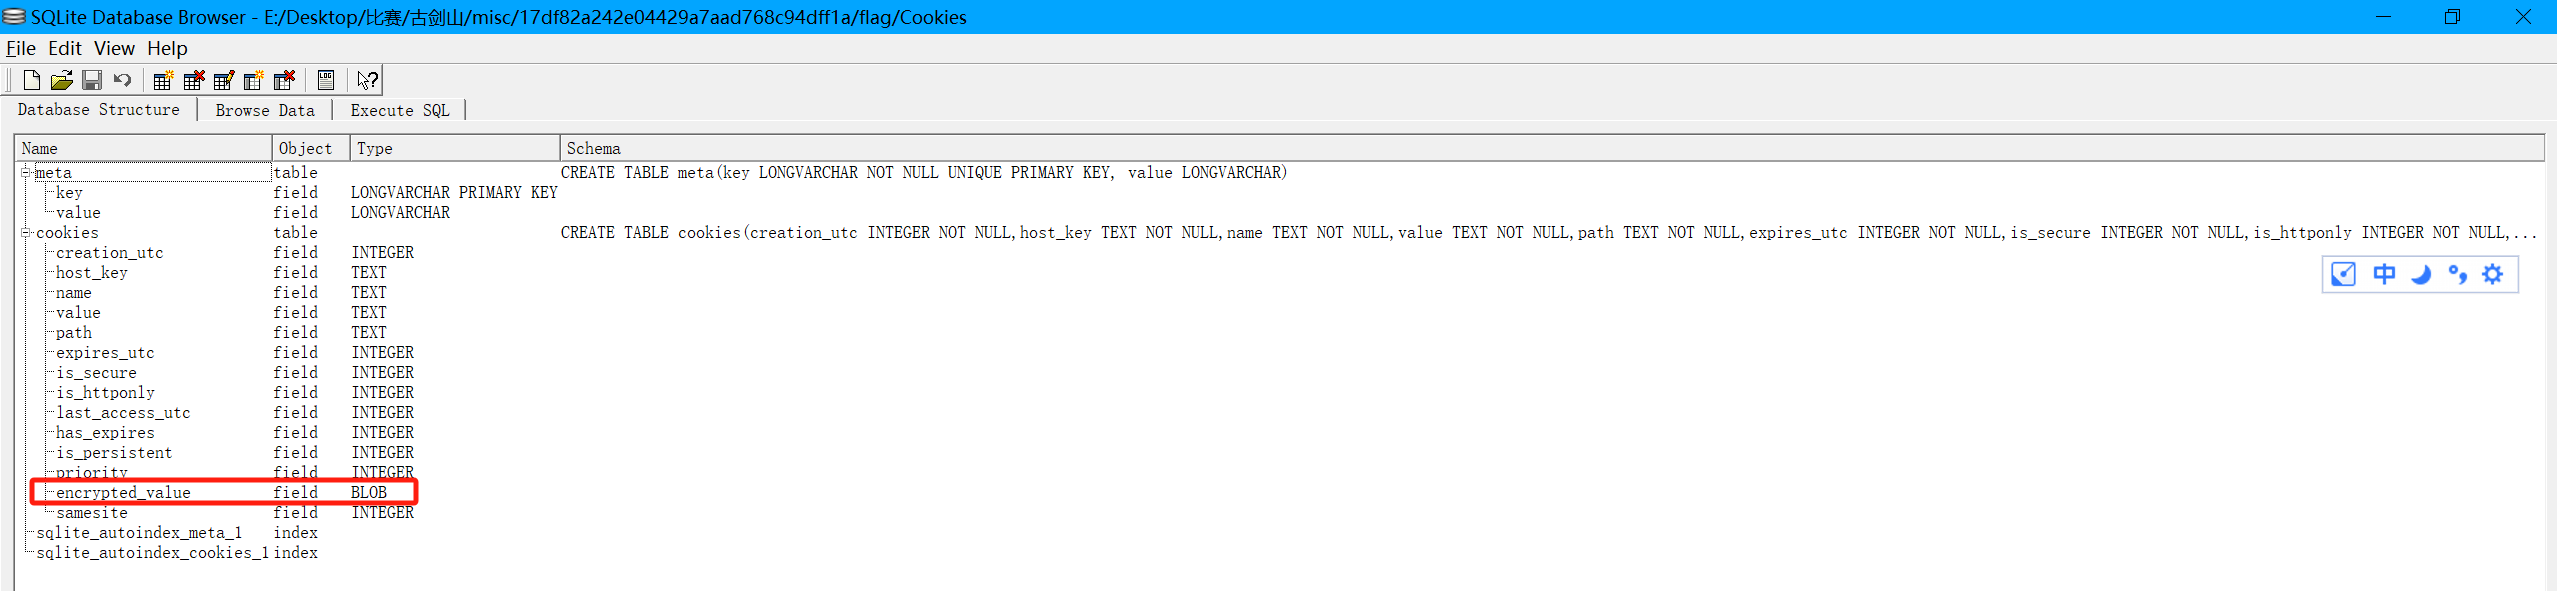 SQLite Database Browser - E:/Desktop/比赛/古剑山/misc/17df82a242e04429a7aad768c94dff1a/flag/Cookies
File Edit View Help
LOG
Database Structure Browse Data Execute SQL
Name Object Type Schema
meta table CREATE TABLE meta(key LONGVARCHAR NOT NULL UNIQUE PRIMARY KEY, value LONGVARCHAR)
key field LONGVARCHAR PRIMARY KEY
value field LONGVARCHAR
cookies table CREATE TABLE cookies(creation_utc INTEGER NOT NULL,host_key TEXT NOT NULL,name TEXT NOT NULL,value TEXT NOT NULL,path TEXT NOT NULL,expires_utc INTEGER NOT NULL,is_secure INTEGER NOT NULL,is_httponly INTEGER NOT NULL,...
creation_utc field INTEGER
host_key field TEXT
中
name field TEXT
value field TEXT
path field TEXT
expires_utc field INTEGER
is_secure field INTEGER
is_httponly field INTEGER
last_access_utc field INTEGER
has_expires field INTEGER
is_persistent field INTEGER
priority field INTEGER
encrypted_value field BLOB
samesite field INTEGER
sqlite_autoindex_meta_1 index
sqlite_autoindex_cookies_1 index